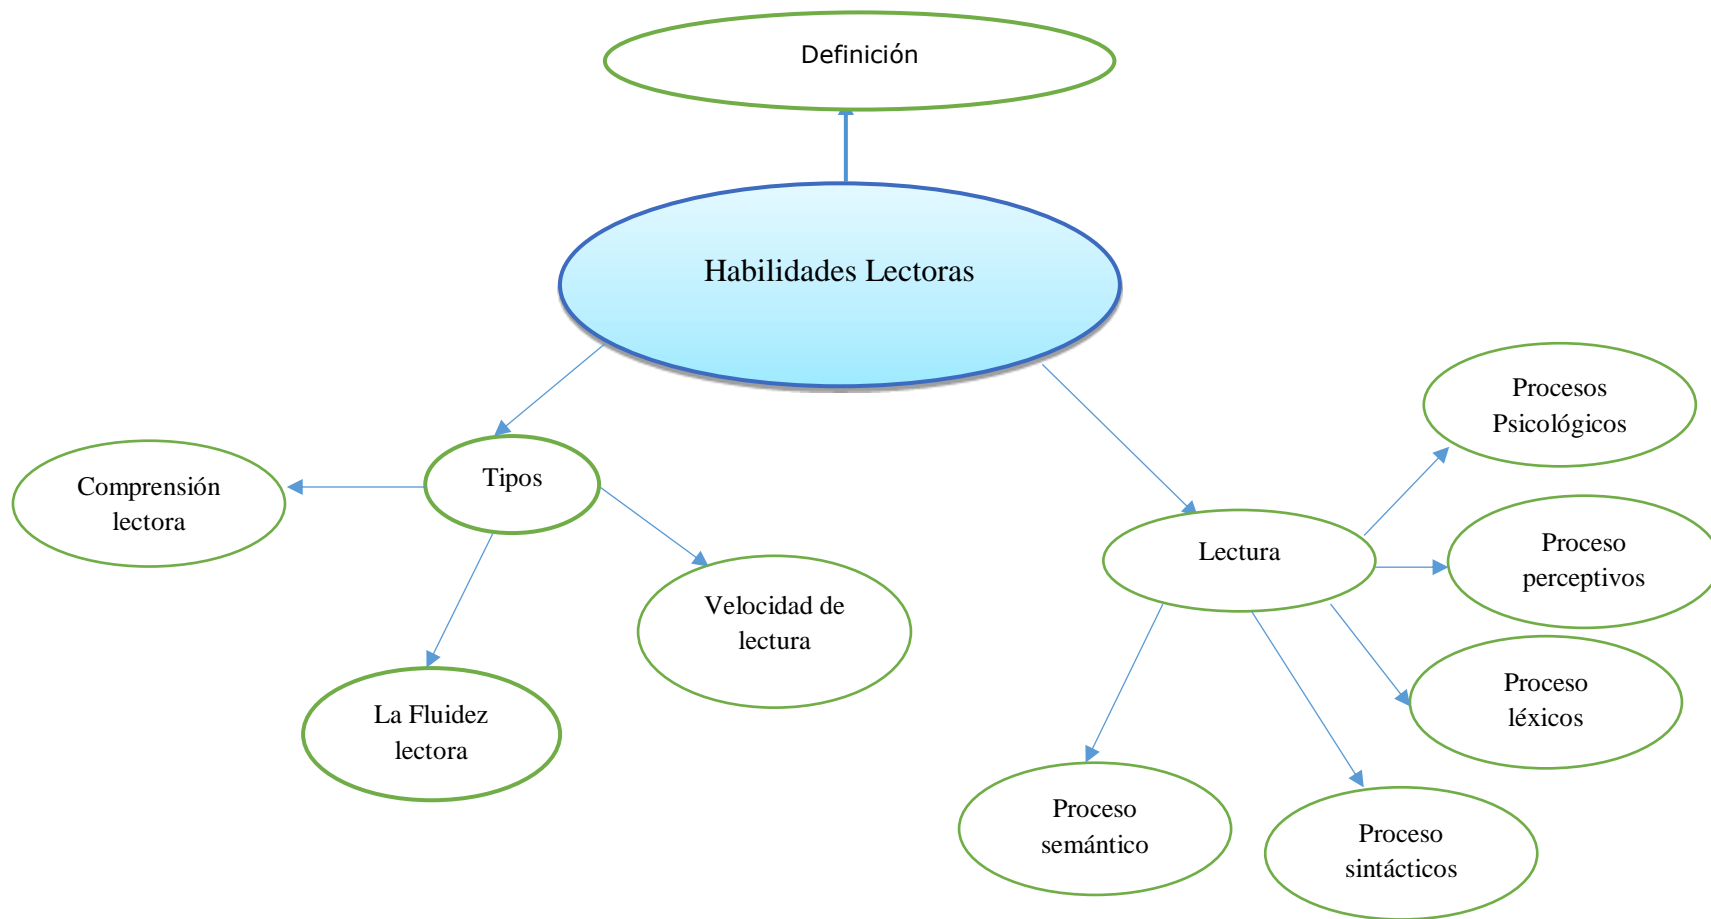 Definición
Habilidades Lectoras
Procesos
Psicológicos
Comprensión
lectora
Tipos
Lectura
Proceso
perceptivos
Velocidad de
lectura
Proceso
léxicos
La Fluidez
lectora
Proceso
semántico
Proceso
sintácticos